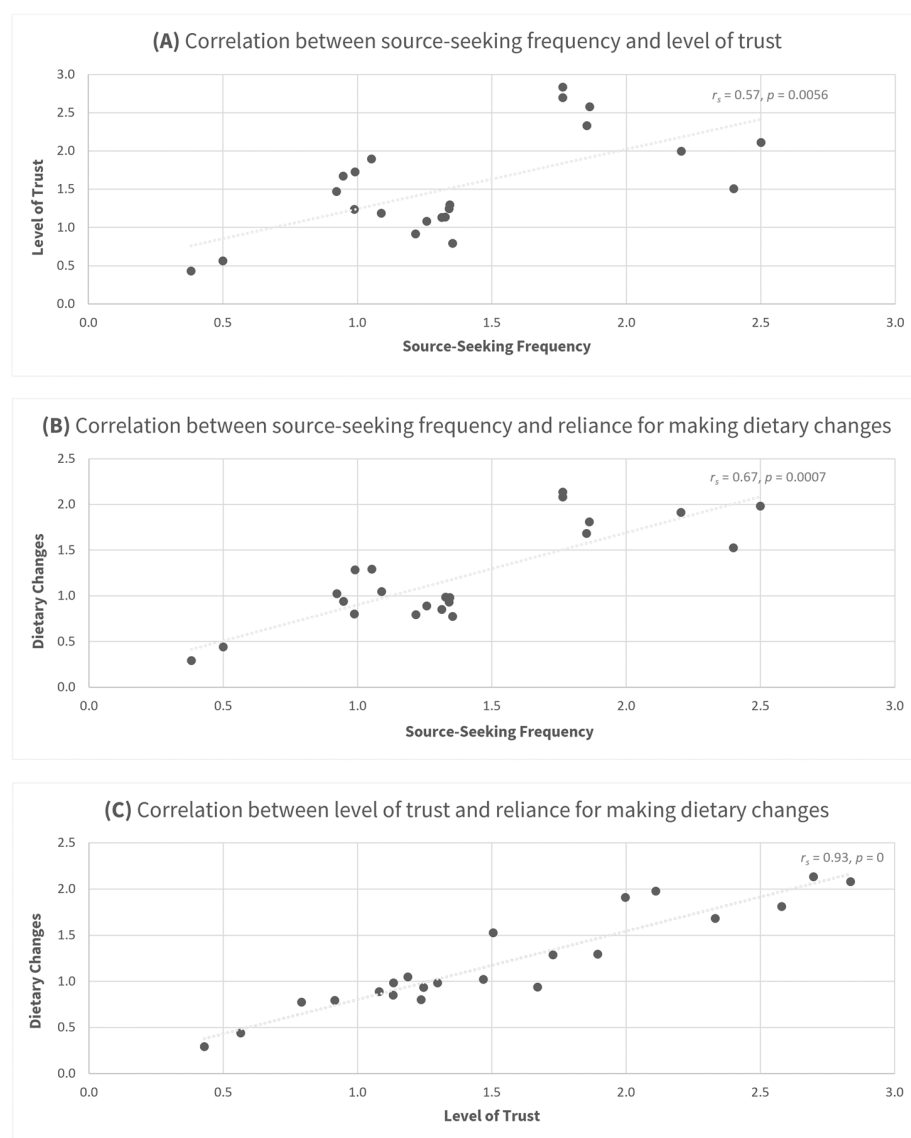 (A) Correlation between source-seeking frequency and level of trust
3.0
rs = 0.57, p = 0.0056
2.5
2.0
1.5
1.0
0.5
0.0
Level of Trust
0.0 0.5 1.0 1.5 2.0 2.5 3.0
Source-Seeking Frequency
(B) Correlation between source-seeking frequency and reliance for making dietary changes
2.5
rs = 0.67, p = 0.0007
2.0
1.5
1.0
0.5
0.0
Dietary Changes
0.0 0.5 1.0 1.5 2.0 2.5 3.0
Source-Seeking Frequency
(C) Correlation between level of trust and reliance for making dietary changes
2.5
rs = 0.93, p = 0
2.0
1.5
1.0
0.5
0.0
Dietary Changes
0.0 0.5 1.0 1.5 2.0 2.5 3.0
Level of Trust